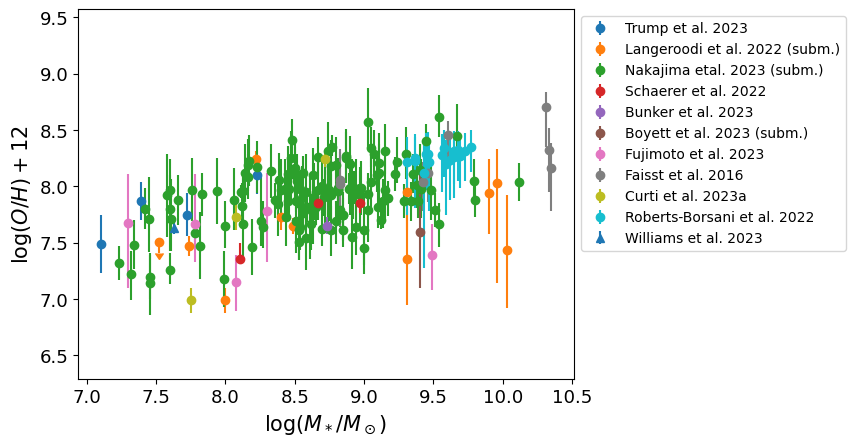 9.5
9.0
8.5
8.0
7.5
7.0
6.5
log(O/H) + 12
7.0 7.5 8.0 8.5 9.0 9.5 10.0 10.5
log(M_*/M_⊙)
Trump et al. 2023
Langeroodi et al. 2022 (subm.)
Nakajima etal. 2023 (subm.)
Schaerer et al. 2022
Bunker et al. 2023
Boyett et al. 2023 (subm.)
Fujimoto et al. 2023
Faisst et al. 2016
Curti et al. 2023a
Roberts-Borsani et al. 2022
Williams et al. 2023